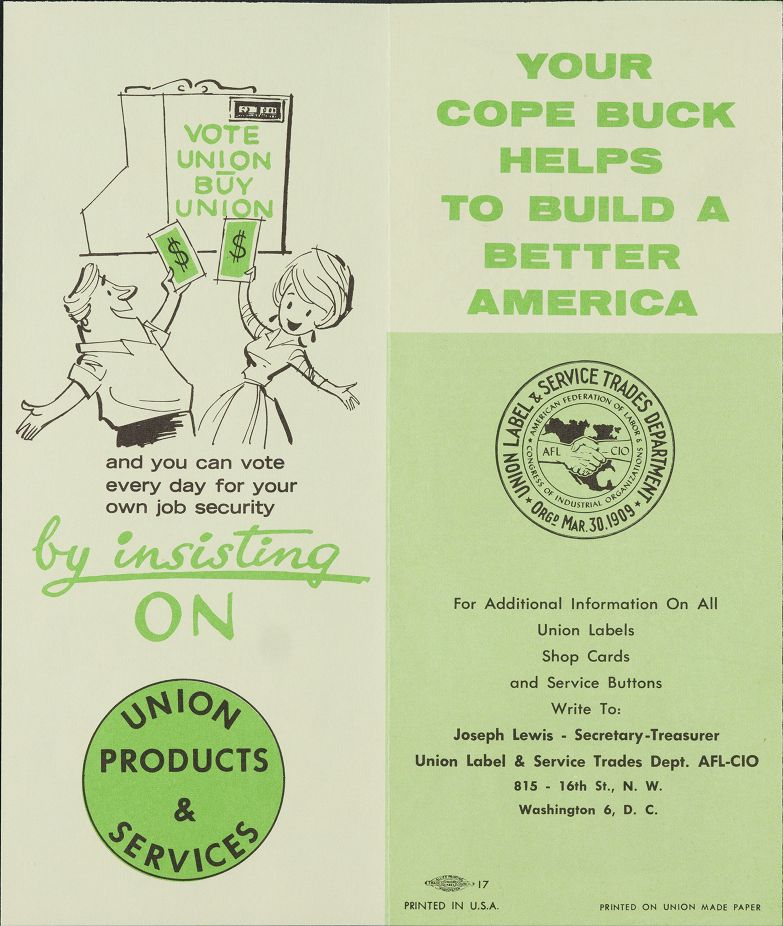 VOTE
UNION
BUY
UNION
$ $
and you can vote
every day for your
own job security
by insisting
ON
UNION
PRODUCTS
&
SERVICES
YOUR
COPE BUCK
HELPS
TO BUILD A
BETTER
AMERICA
UNION LABEL & SERVICE TRADES DEPARTMENT
★ ORGD MAR. 30. 1909 ★
★ AMERICAN FEDERATION OF LABOR &
CONGRESS OF INDUSTRIAL ORGANIZATIONS
AFL CIO
For Additional Information On All
Union Labels
Shop Cards
and Service Buttons
Write To:
Joseph Lewis - Secretary-Treasurer
Union Label & Service Trades Dept. AFL-CIO
815 - 16th St., N. W.
Washington 6, D. C.
17
PRINTED IN U.S.A.
PRINTED ON UNION MADE PAPER